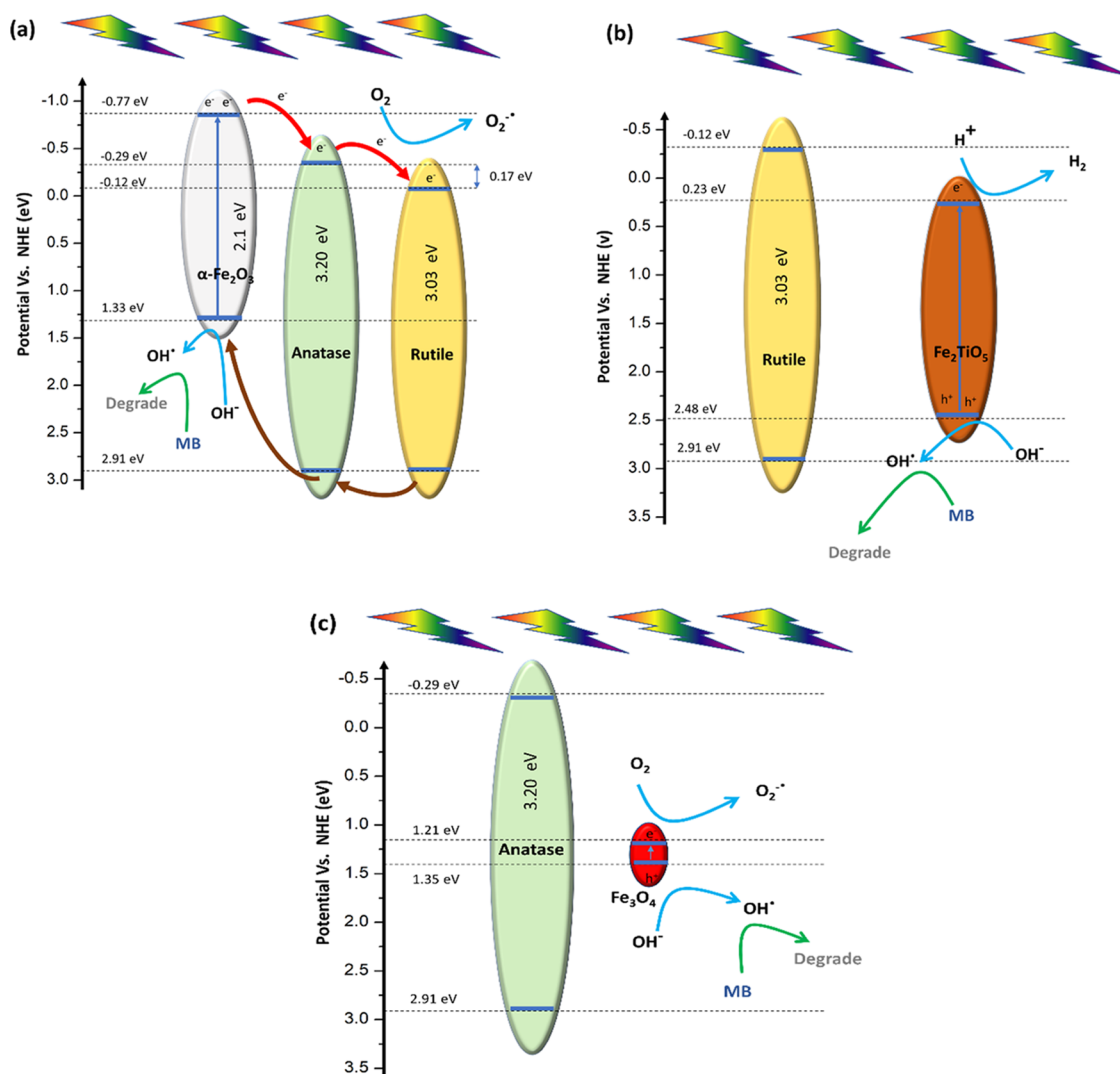 (a)
Potential Vs. NHE (eV)
-1.0
-0.5
0.0
0.5
1.0
1.5
2.0
2.5
3.0
-0.77 eV
-0.29 eV
-0.12 eV
1.33 eV
2.91 eV
e⁻ e⁻
2.1 eV
α-Fe₂O₃
e⁻
e⁻
3.20 eV
Anatase
e⁻
e⁻
3.03 eV
Rutile
O₂
O₂⁻•
0.17 eV
OH•
OH⁻
Degrade
MB
(b)
Potential Vs. NHE (v)
-0.5
0.0
0.5
1.0
1.5
2.0
2.5
3.0
3.5
-0.12 eV
0.23 eV
2.48 eV
2.91 eV
3.03 eV
Rutile
H⁺
H₂
e⁻
Fe₂TiO₅
h⁺ h⁺
OH•
OH⁻
MB
Degrade
(c)
Potential Vs. NHE (eV)
-0.5
0.0
0.5
1.0
1.5
2.0
2.5
3.0
3.5
-0.29 eV
1.21 eV
1.35 eV
2.91 eV
3.20 eV
Anatase
O₂
O₂⁻•
e⁻
h⁺
Fe₃O₄
OH⁻
OH•
MB
Degrade